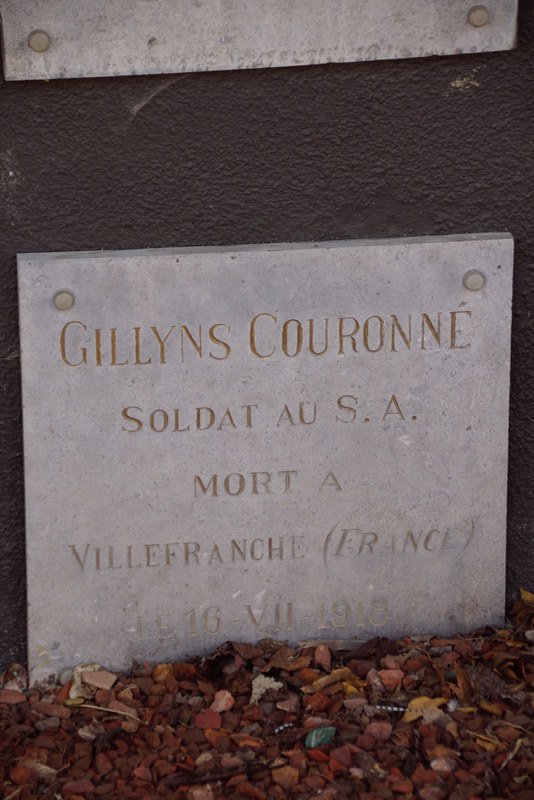 GILLYNS COURONNÉ
SOLDAT AU S.A.
MORT A
VILLEFRANCHE (FRANCE)
LE 16-VII-1918